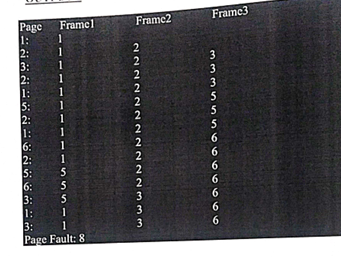 Page Frame1 Frame2 Frame3
1: 1
2: 1 2
3: 1 2 3
2: 1 2 3
1: 1 2 3
5: 1 2 5
2: 1 2 5
1: 1 2 5
6: 1 2 6
2: 1 2 6
5: 5 2 6
6: 5 2 6
3: 5 3 6
1: 1 3 6
3: 1 3 6
Page Fault: 8